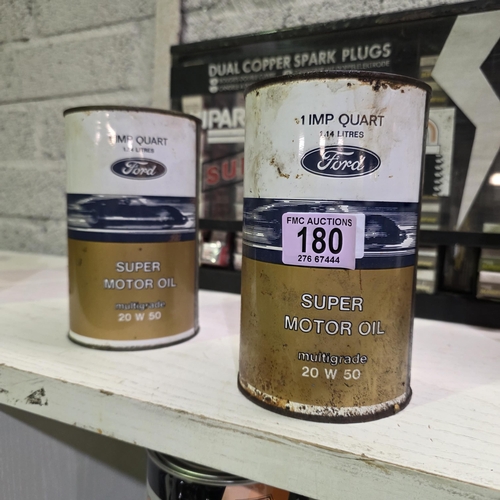 DUAL COPPER SPARK PLUGS
1 IMP QUART
1.14 LITRES
Ford
SUPER
MOTOR OIL
multigrade
20 W 50
1 IMP QUART
1.14 LITRES
Ford
FMC AUCTIONS
180
276 67444
SUPER
MOTOR OIL
multigrade
20 W 50